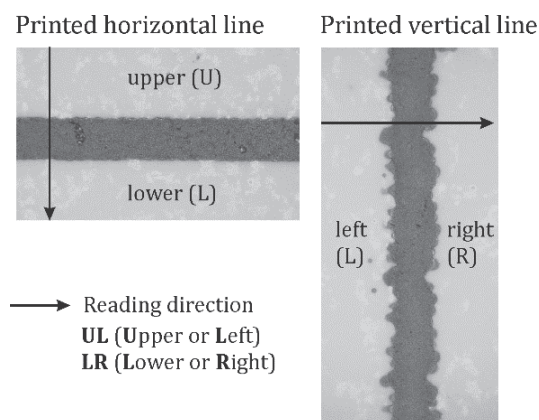 Printed horizontal line
upper (U)
lower (L)
Printed vertical line
left
(L)
right
(R)
Reading direction
UL (Upper or Left)
LR (Lower or Right)